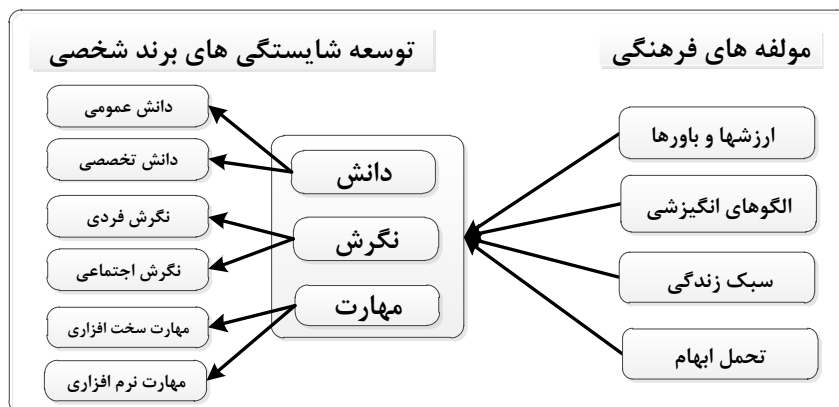 مولفه های فرهنگی
توسعه شایستگی های برند شخصی
ارزشها و باورها
الگوهای انگیزشی
سبک زندگی
تحمل ابهام
دانش
نگرش
مهارت
دانش عمومی
دانش تخصصی
نگرش فردی
نگرش اجتماعی
مهارت سخت افزاری
مهارت نرم افزاری